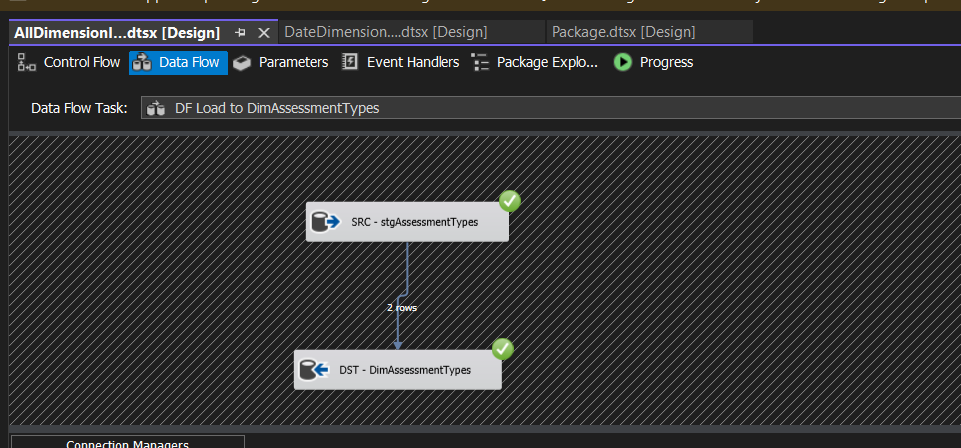 AllDimensionI...dtsx [Design] DateDimension....dtsx [Design] Package.dtsx [Design]
Control Flow Data Flow Parameters Event Handlers Package Explo... Progress
Data Flow Task: DF Load to DimAssessmentTypes
SRC - stgAssessmentTypes
2 rows
DST - DimAssessmentTypes
Connection Managers